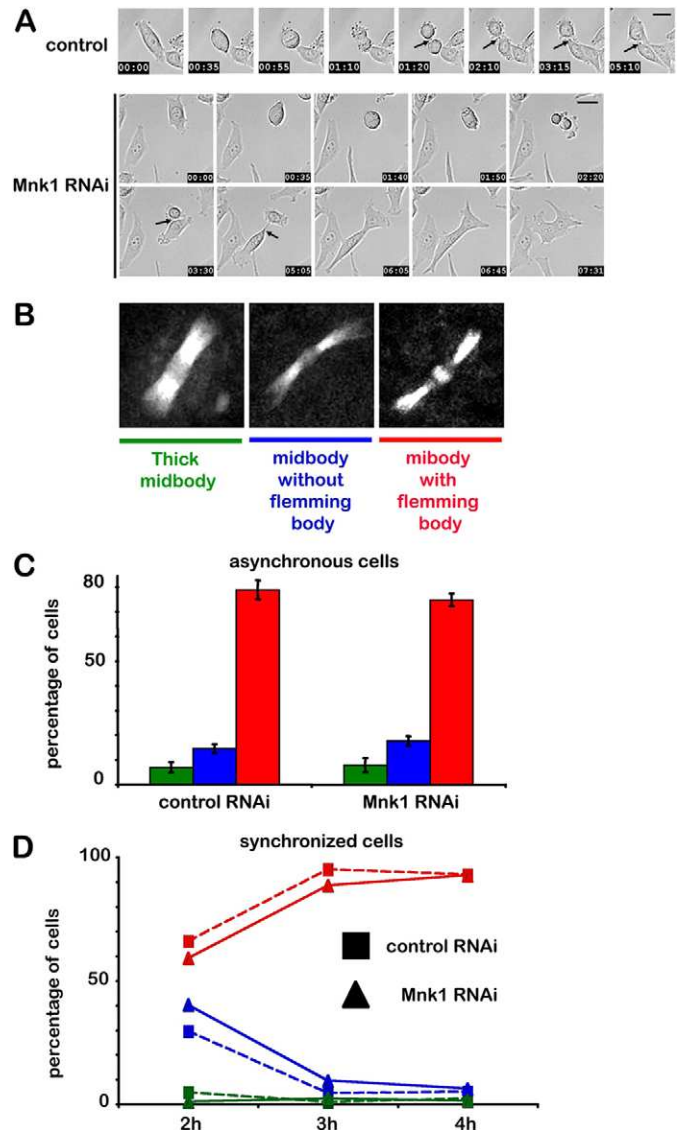 A
control
00:00 00:35 00:55 01:10 01:20 02:10 03:15 05:10
Mnk1 RNAi
00:00 00:35 01:40 01:50 02:20
03:30 05:05 06:05 06:45 07:31
B
Thick
midbody
midbody
without
flemming
body
mibody
with
flemming
body
C
asynchronous cells
percentage of cells
80
50
0
control RNAi Mnk1 RNAi
D
synchronized cells
percentage of cells
100
50
0
control RNAi
Mnk1 RNAi
2h 3h 4h